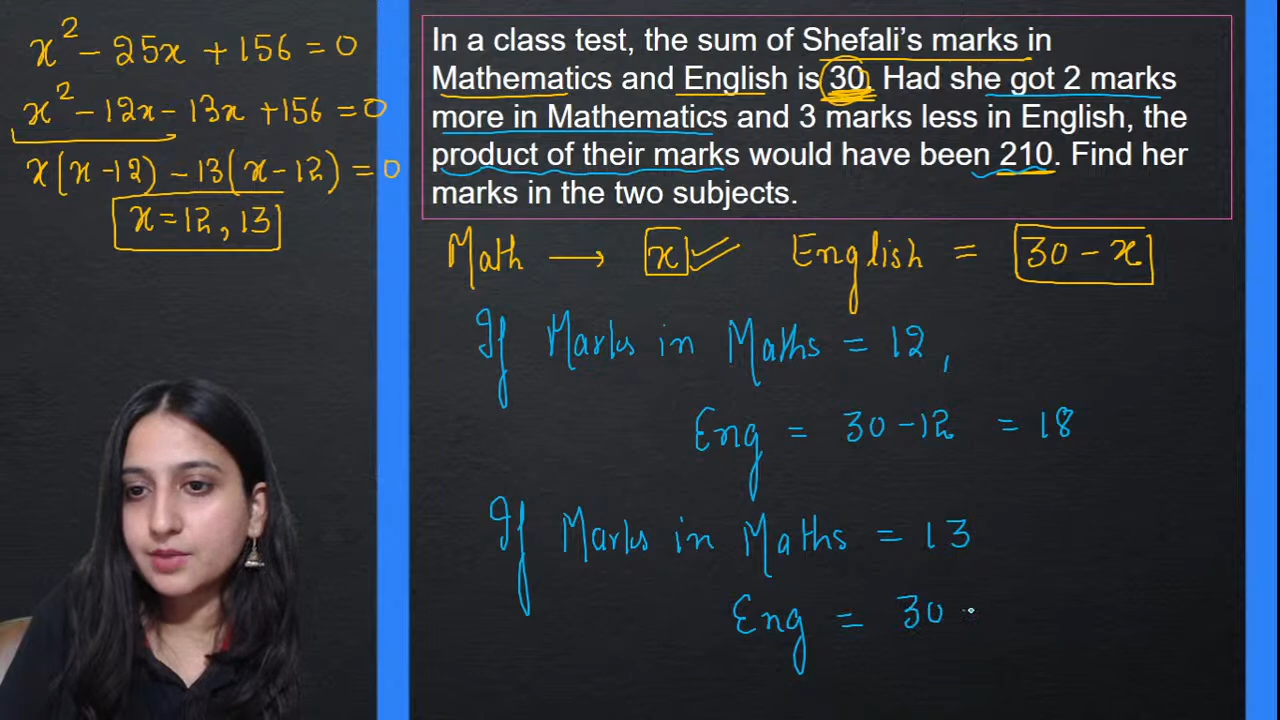 x² - 25x + 156 = 0
x² - 12x - 13x + 156 = 0
x(x - 12) - 13(x - 12) = 0
x = 12, 13
In a class test, the sum of Shefali's marks in
Mathematics and English is 30. Had she got 2 marks
more in Mathematics and 3 marks less in English, the
product of their marks would have been 210. Find her
marks in the two subjects.
Math → x ✓ English = 30 - x
If Marks in Maths = 12,
Eng = 30 - 12 = 18
If Marks in Maths = 13
Eng = 30